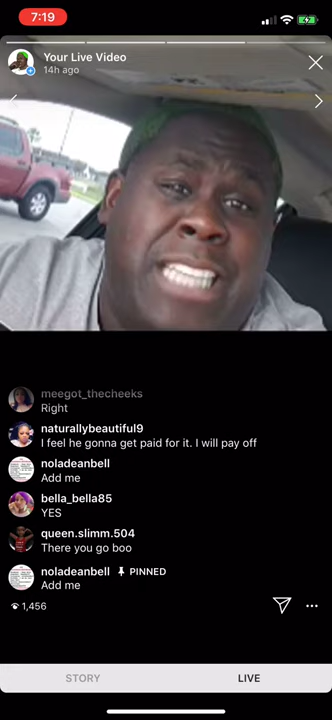 7:19
Your Live Video
14h ago
meegot_thecheeks
Right
naturallybeautiful9
I feel he gonna get paid for it. I will pay off
noladeanbell
Add me
bella_bella85
YES
queen.slimm.504
There you go boo
noladeanbell PINNED
Add me
1,456
STORY LIVE